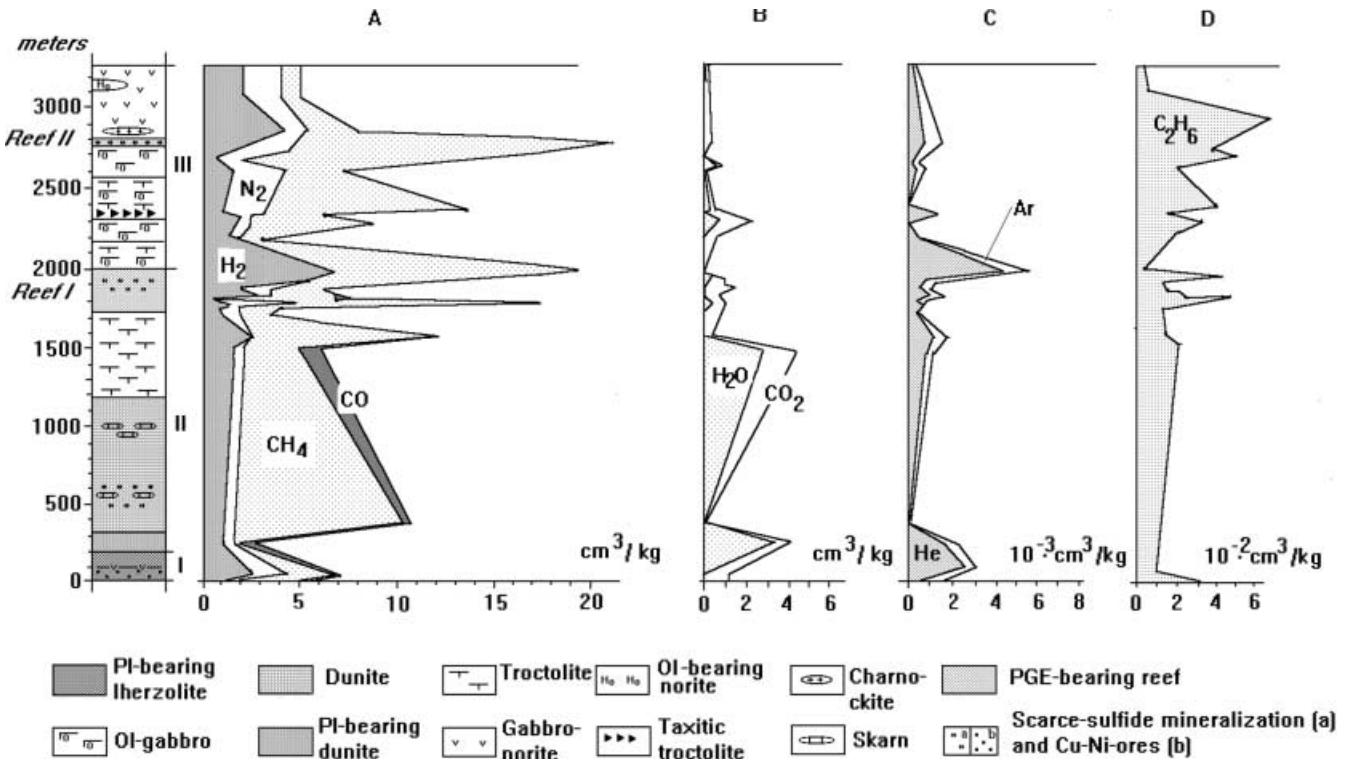 A B C D
meters
3000
Reef II
III
2500
2000
Reef I
1500
1000
II
500
I
0
H₀
N₂
H₂
CO
CH₄
cm³/kg
0 5 10 15 20
H₂O
CO₂
cm³/kg
0 2 4 6
Ar
He
10⁻³cm³/kg
0 2 4 6 8
C₂H₆
10⁻²cm³/kg
0 2 4 6
Pl-bearing
lherzolite
Dunite
Troctolite
H₀ H₀
Ol-bearing
norite
Charno-
ckite
PGE-bearing reef
Ol-gabbro
Pl-bearing
dunite
Gabbro-
norite
Taxitic
troctolite
Skarn
a b
Scarce-sulfide mineralization (a)
and Cu-Ni-ores (b)